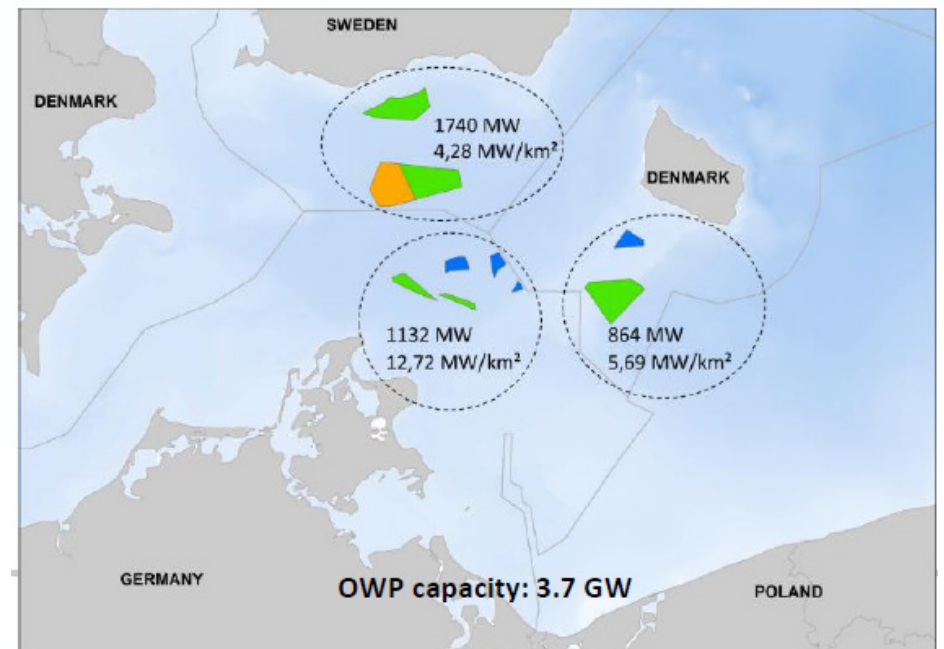 SWEDEN
DENMARK
1740 MW
4,28 MW/km²
DENMARK
1132 MW
12,72 MW/km²
864 MW
5,69 MW/km²
GERMANY
OWP capacity: 3.7 GW
POLAND